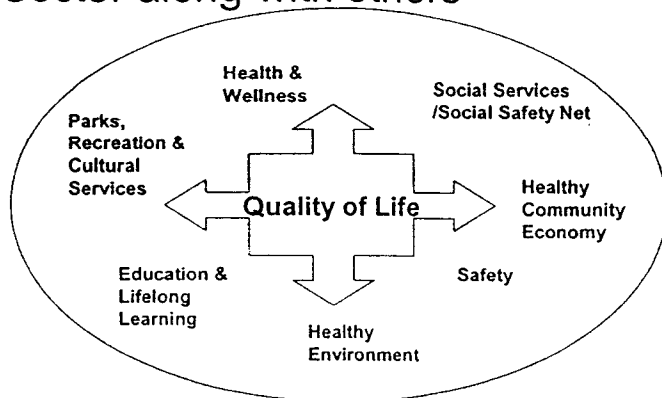 Sector along with others
Health &
Wellness
Social Services
/Social Safety Net
Parks,
Recreation &
Cultural
Services
Quality of Life
Healthy
Community
Economy
Education &
Lifelong
Learning
Safety
Healthy
Environment